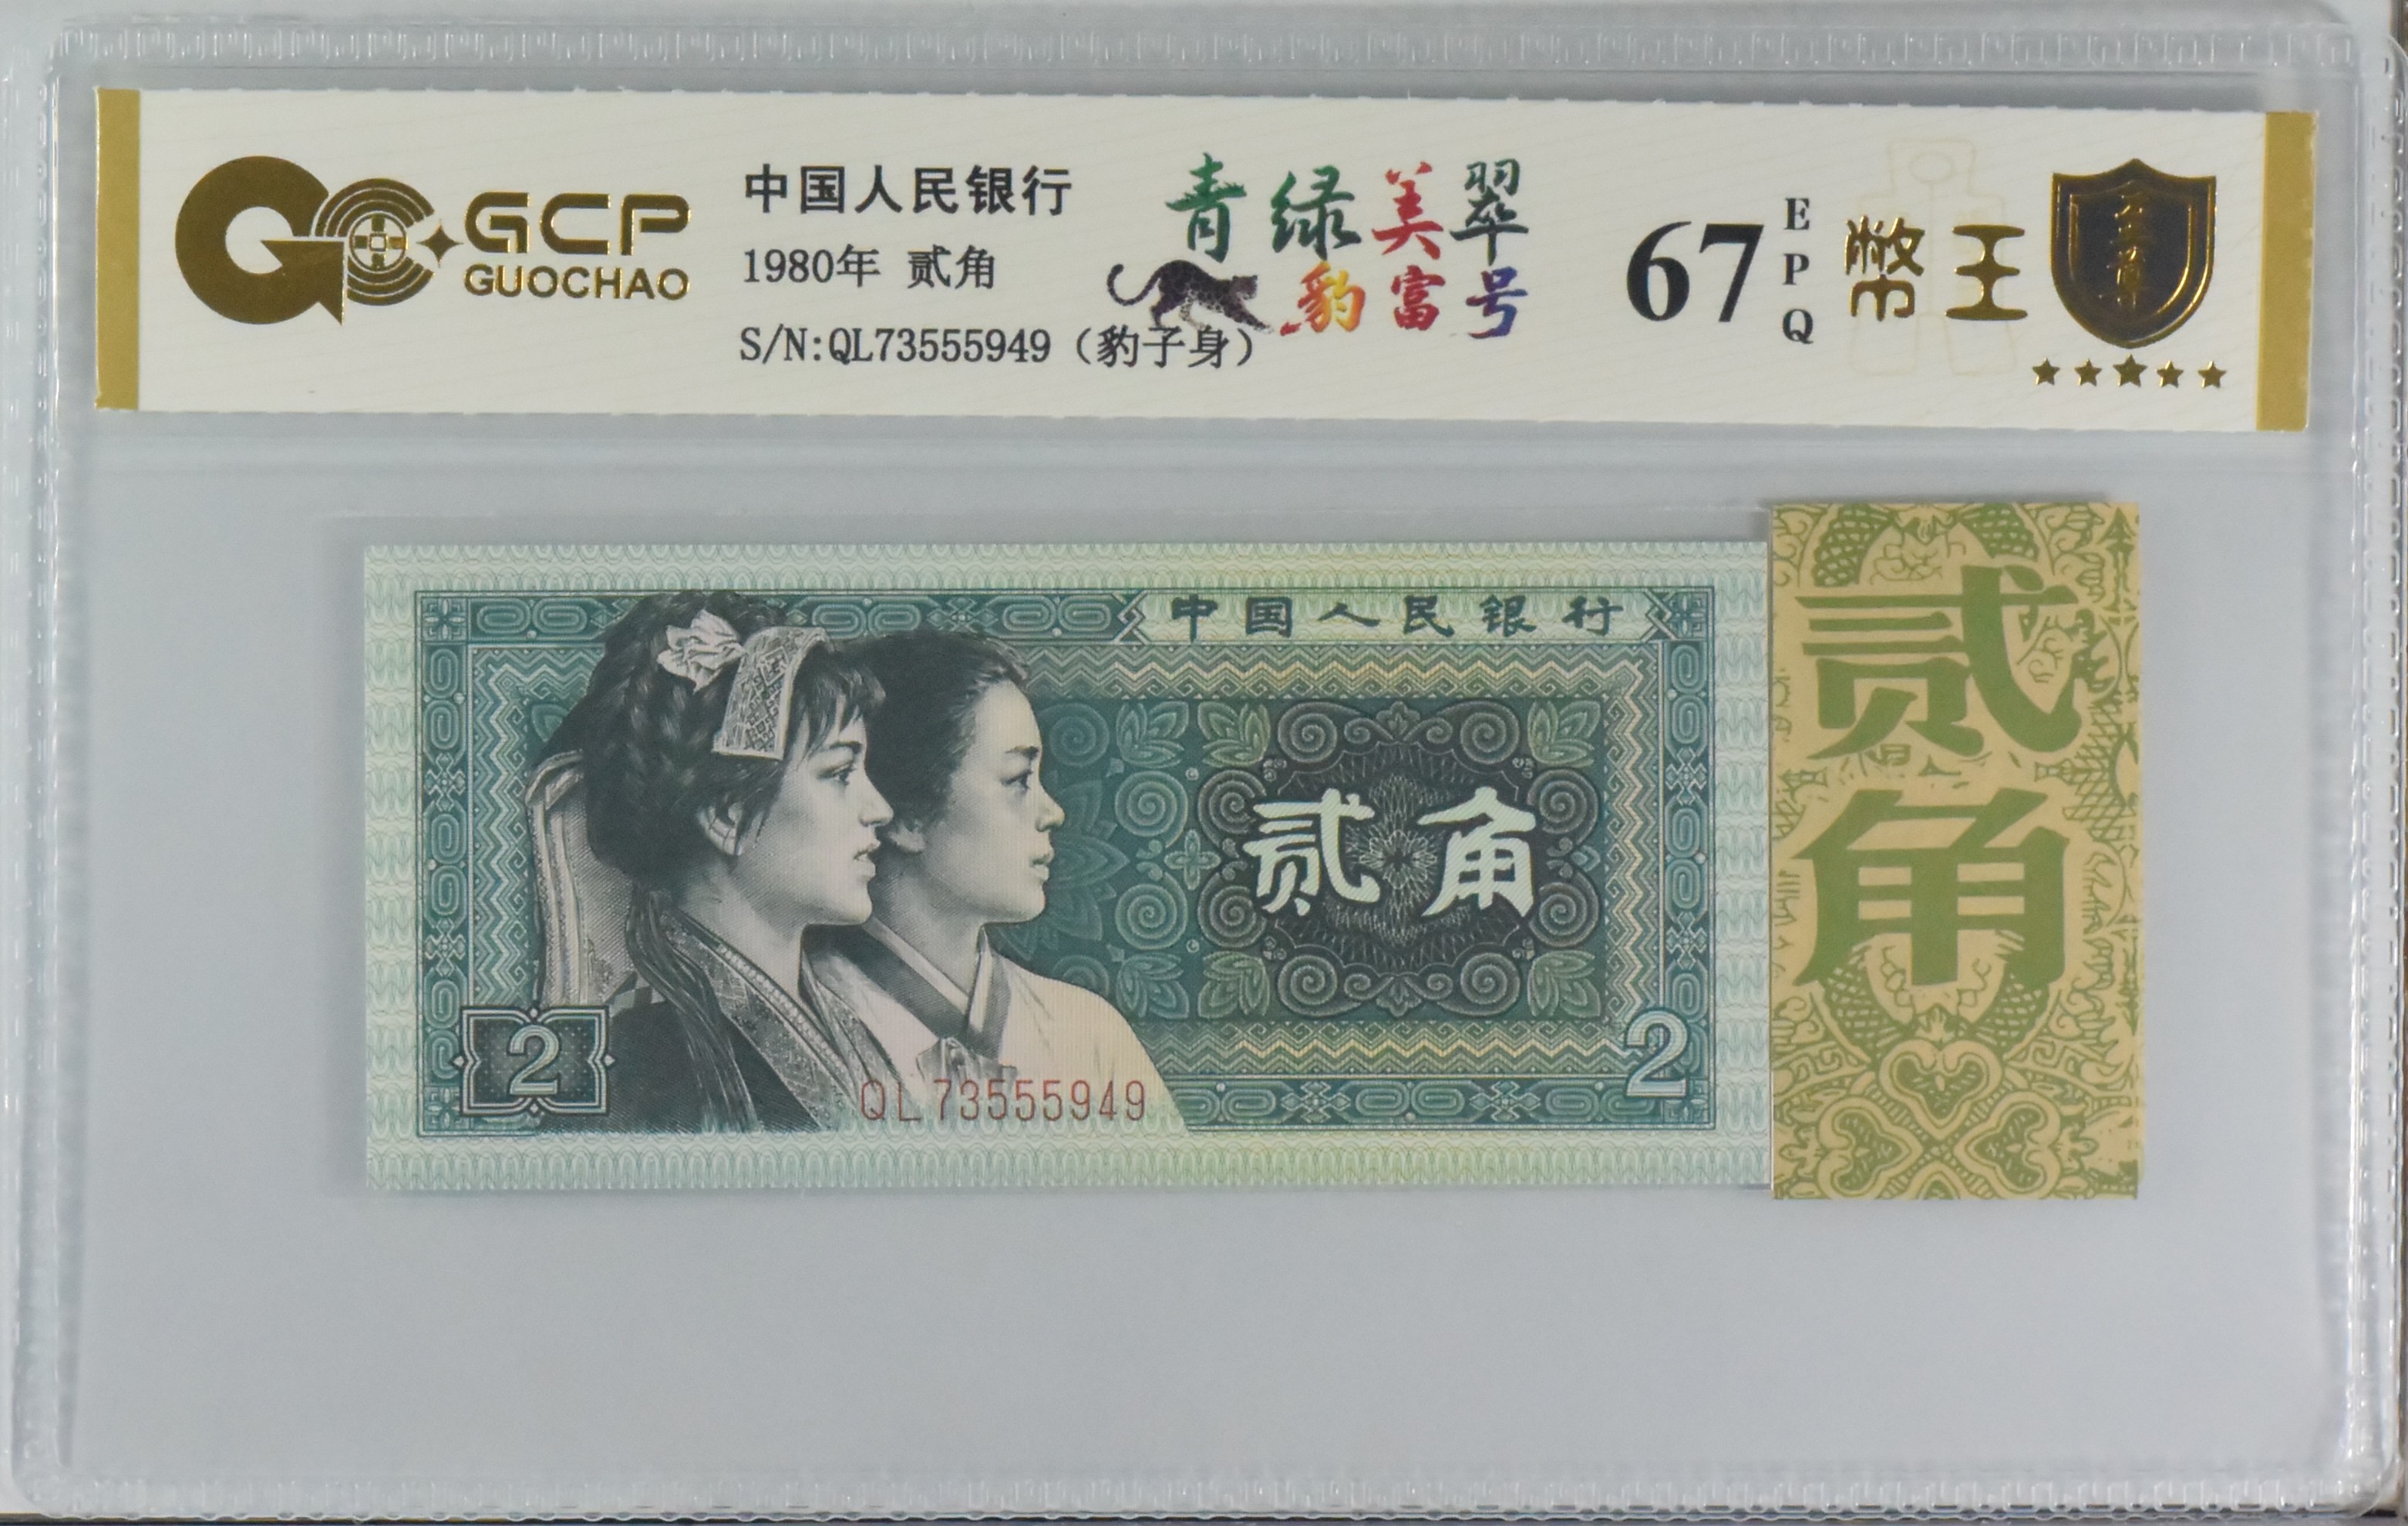 GCP
GUOCHAO
中国人民银行
1980年 贰角
S/N:QL73555949（豹子身）
青绿美翠
豹富号
67
EPQ
幣王
中国人民银行
贰角
2
2
QL73555949
贰角